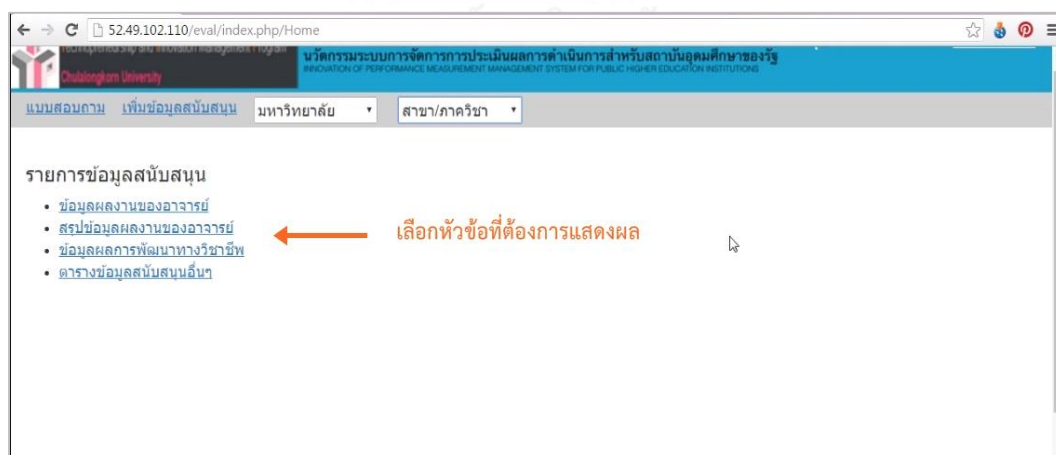 52.49.102.110/eval/index.php/Home
Technopreneurship and Innovation Management Program
Chulalongkorn University
นวัตกรรมระบบการจัดการการประเมินผลการดำเนินการสำหรับสถาบันอุดมศึกษาของรัฐ
INNOVATION OF PERFORMANCE MEASUREMENT MANAGEMENT SYSTEM FOR PUBLIC HIGHER EDUCATION INSTITUTIONS
แบบสอบถาม เพิ่มข้อมูลสนับสนุน มหาวิทยาลัย สาขา/ภาควิชา
รายการข้อมูลสนับสนุน
ข้อมูลผลงานของอาจารย์
สรุปข้อมูลผลงานของอาจารย์
เลือกหัวข้อที่ต้องการแสดงผล
ข้อมูลผลการพัฒนาทางวิชาชีพ
ตารางข้อมูลสนับสนุนอื่นๆ